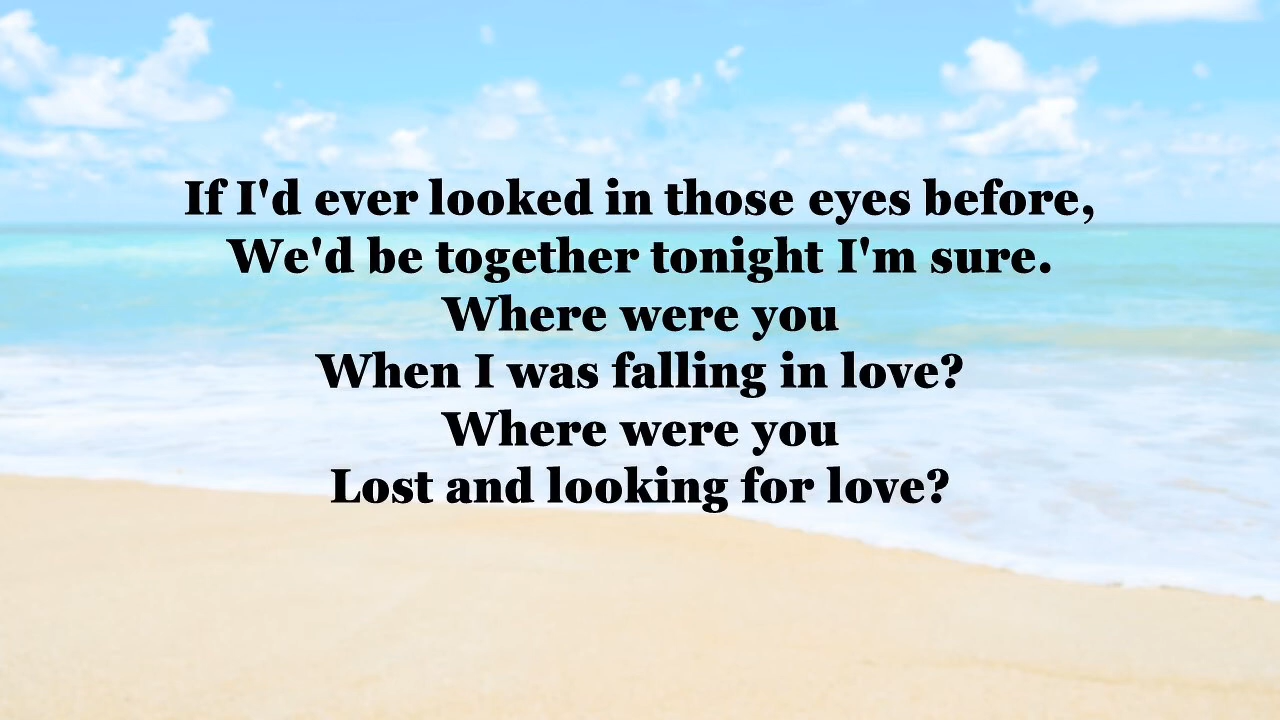 If I'd ever looked in those eyes before,
We'd be together tonight I'm sure.
Where were you
When I was falling in love?
Where were you
Lost and looking for love?